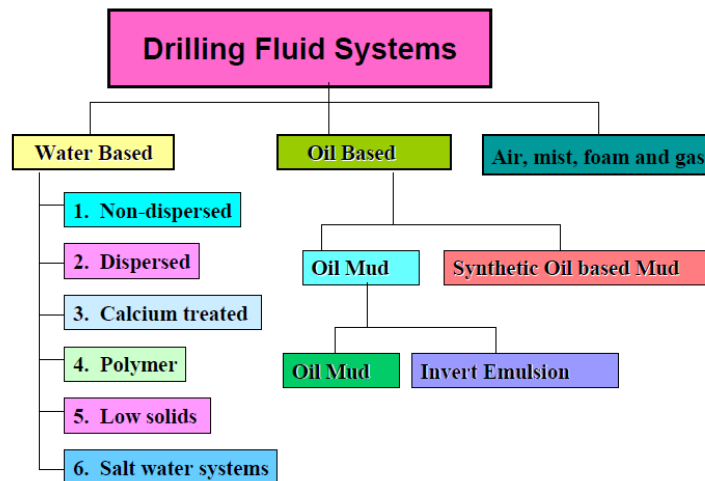 Drilling Fluid Systems
Water Based
Oil Based
Air, mist, foam and gas
1. Non-dispersed
2. Dispersed
3. Calcium treated
4. Polymer
5. Low solids
6. Salt water systems
Oil Mud
Synthetic Oil based Mud
Oil Mud
Invert Emulsion